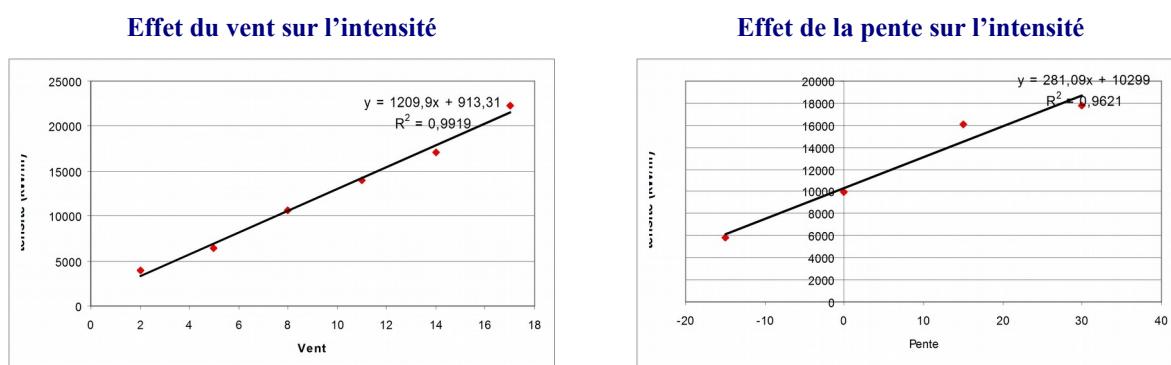 Effet du vent sur l’intensité
Effet de la pente sur l’intensité
25000
20000
15000
10000
5000
0
y = 1209,9x + 913,31
R² = 0,9919
0 2 4 6 8 10 12 14 16 18
Vent
20000
18000
16000
14000
12000
10000
8000
6000
4000
2000
0
y = 281,09x + 10299
R² = 0,9621
-20 -10 0 10 20 30 40
Pente